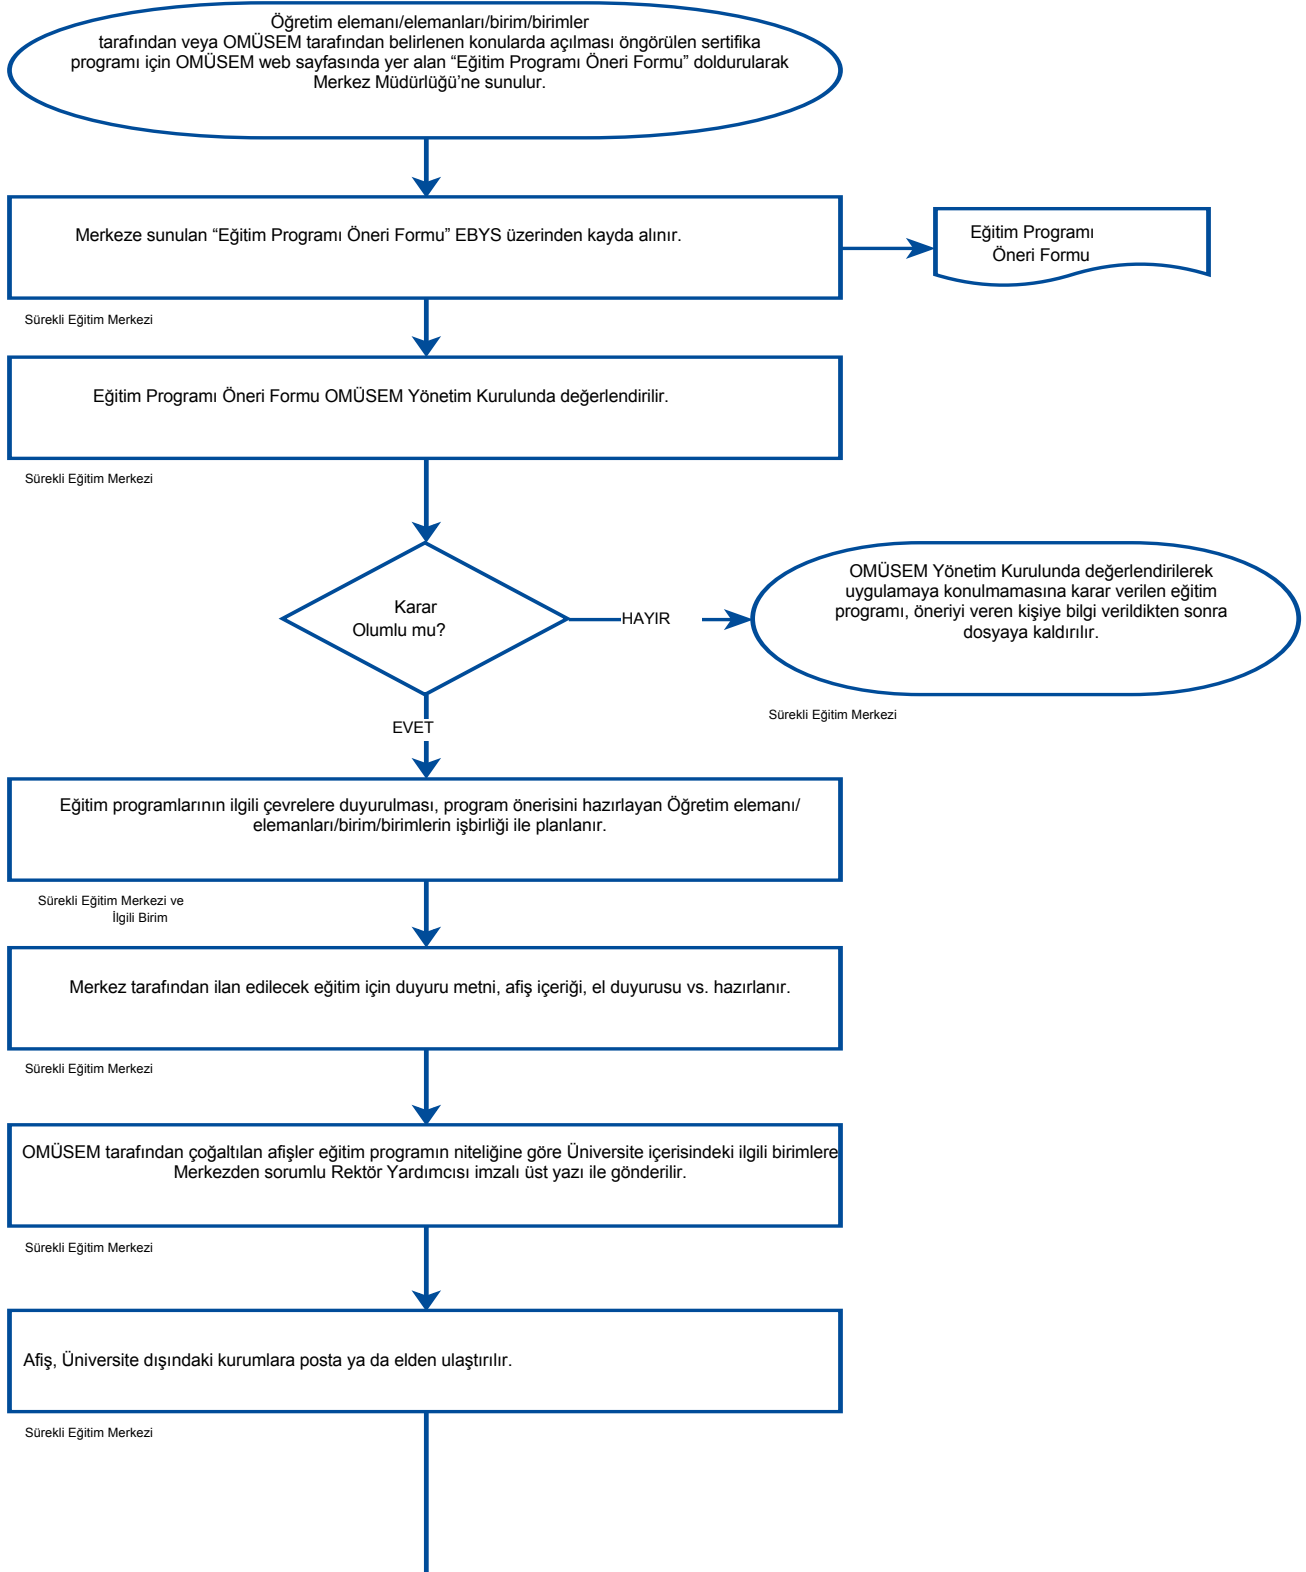 Öğretim elemanı/elemanları/birim/birimler
tarafından veya OMÜSEM tarafından belirlenen konularda açılması öngörülen sertifika
programı için OMÜSEM web sayfasında yer alan “Eğitim Programı Öneri Formu” doldurularak
Merkez Müdürlüğü’ne sunulur.
Merkeze sunulan “Eğitim Programı Öneri Formu” EBYS üzerinden kayda alınır.
Eğitim Programı
Öneri Formu
Sürekli Eğitim Merkezi
Eğitim Programı Öneri Formu OMÜSEM Yönetim Kurulunda değerlendirilir.
Sürekli Eğitim Merkezi
Karar
Olumlu mu?
HAYIR
OMÜSEM Yönetim Kurulunda değerlendirilerek
uygulamaya konulmamasına karar verilen eğitim
programı, öneriyi veren kişiye bilgi verildikten sonra
dosyaya kaldırılır.
Sürekli Eğitim Merkezi
EVET
Eğitim programlarının ilgili çevrelere duyurulması, program önerisini hazırlayan Öğretim elemanı/
elemanları/birim/birimlerin işbirliği ile planlanır.
Sürekli Eğitim Merkezi ve
İlgili Birim
Merkez tarafından ilan edilecek eğitim için duyuru metni, afiş içeriği, el duyurusu vs. hazırlanır.
Sürekli Eğitim Merkezi
OMÜSEM tarafından çoğaltılan afişler eğitim programın niteliğine göre Üniversite içerisindeki ilgili birimlere
Merkezden sorumlu Rektör Yardımcısı imzalı üst yazı ile gönderilir.
Sürekli Eğitim Merkezi
Afiş, Üniversite dışındaki kurumlara posta ya da elden ulaştırılır.
Sürekli Eğitim Merkezi